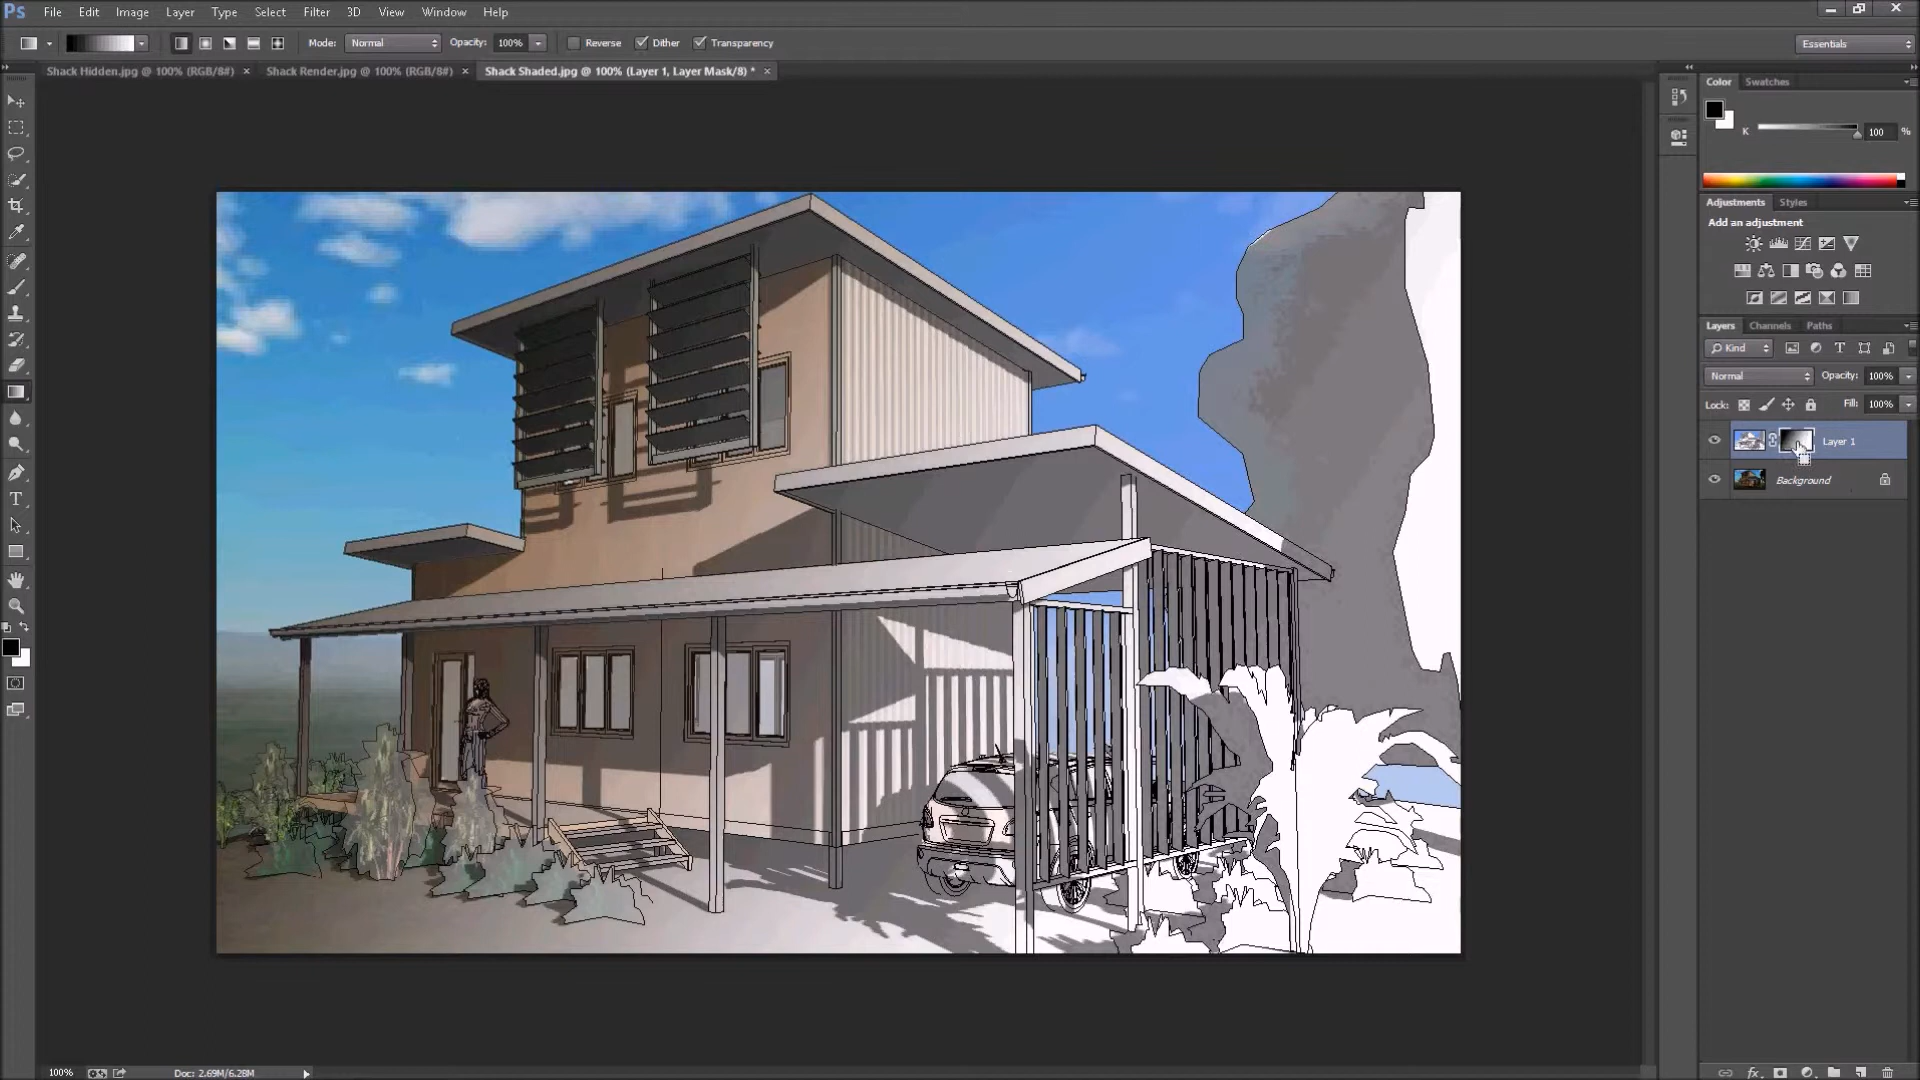 Ps File Edit Image Layer Type Select Filter 3D View Window Help
Mode: Normal Opacity: 100% Reverse Dither Transparency Essentials
Shack Hidden.jpg @ 100% (RGB/8#) × Shack Render.jpg @ 100% (RGB/8#) × Shack Shaded.jpg @ 100% (Layer 1, Layer Mask/8) * ×
Color Swatches
K 100 %
Adjustments Styles
Add an adjustment
Layers Channels Paths
Kind
Normal Opacity: 100%
Lock: Fill: 100%
Layer 1
Background
100% Doc: 2.69M/6.28M